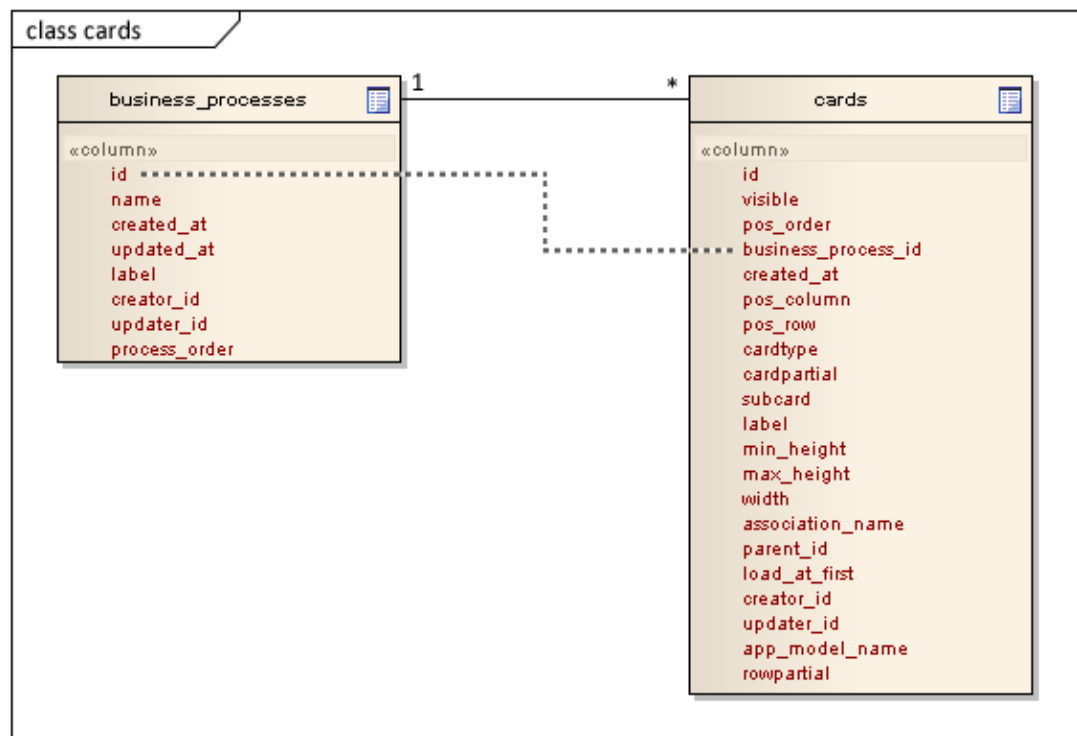 class cards
business_processes
1
*
cards
«column»
id
name
created_at
updated_at
label
creator_id
updater_id
process_order
«column»
id
visible
pos_order
business_process_id
created_at
pos_column
pos_row
cardtype
cardpartial
subcard
label
min_height
max_height
width
association_name
parent_id
load_at_first
creator_id
updater_id
app_model_name
rowpartial